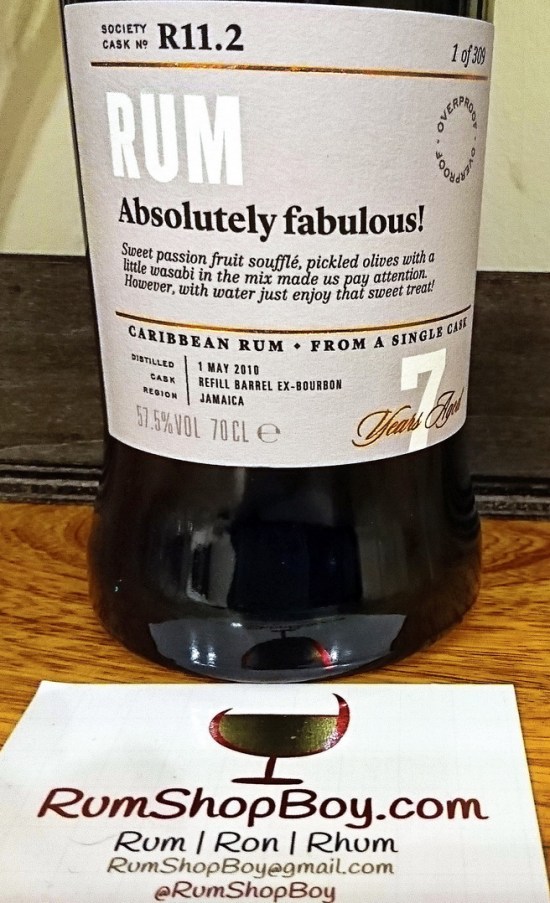 SOCIETY
CASK Nº R11.2
1 of 309
RUM
OVERPROOF · OVERPROOF ·
Absolutely fabulous!
Sweet passion fruit soufflé, pickled olives with a
little wasabi in the mix made us pay attention.
However, with water just enjoy that sweet treat!
CARIBBEAN RUM • FROM A SINGLE CASK
DISTILLED 1 MAY 2010
CASK REFILL BARREL EX-BOURBON
REGION JAMAICA
57.5%VOL 70CL ℮
7 Years Aged
RumShopBoy.com
Rum | Ron | Rhum
RumShopBoy@gmail.com
@RumShopBoy